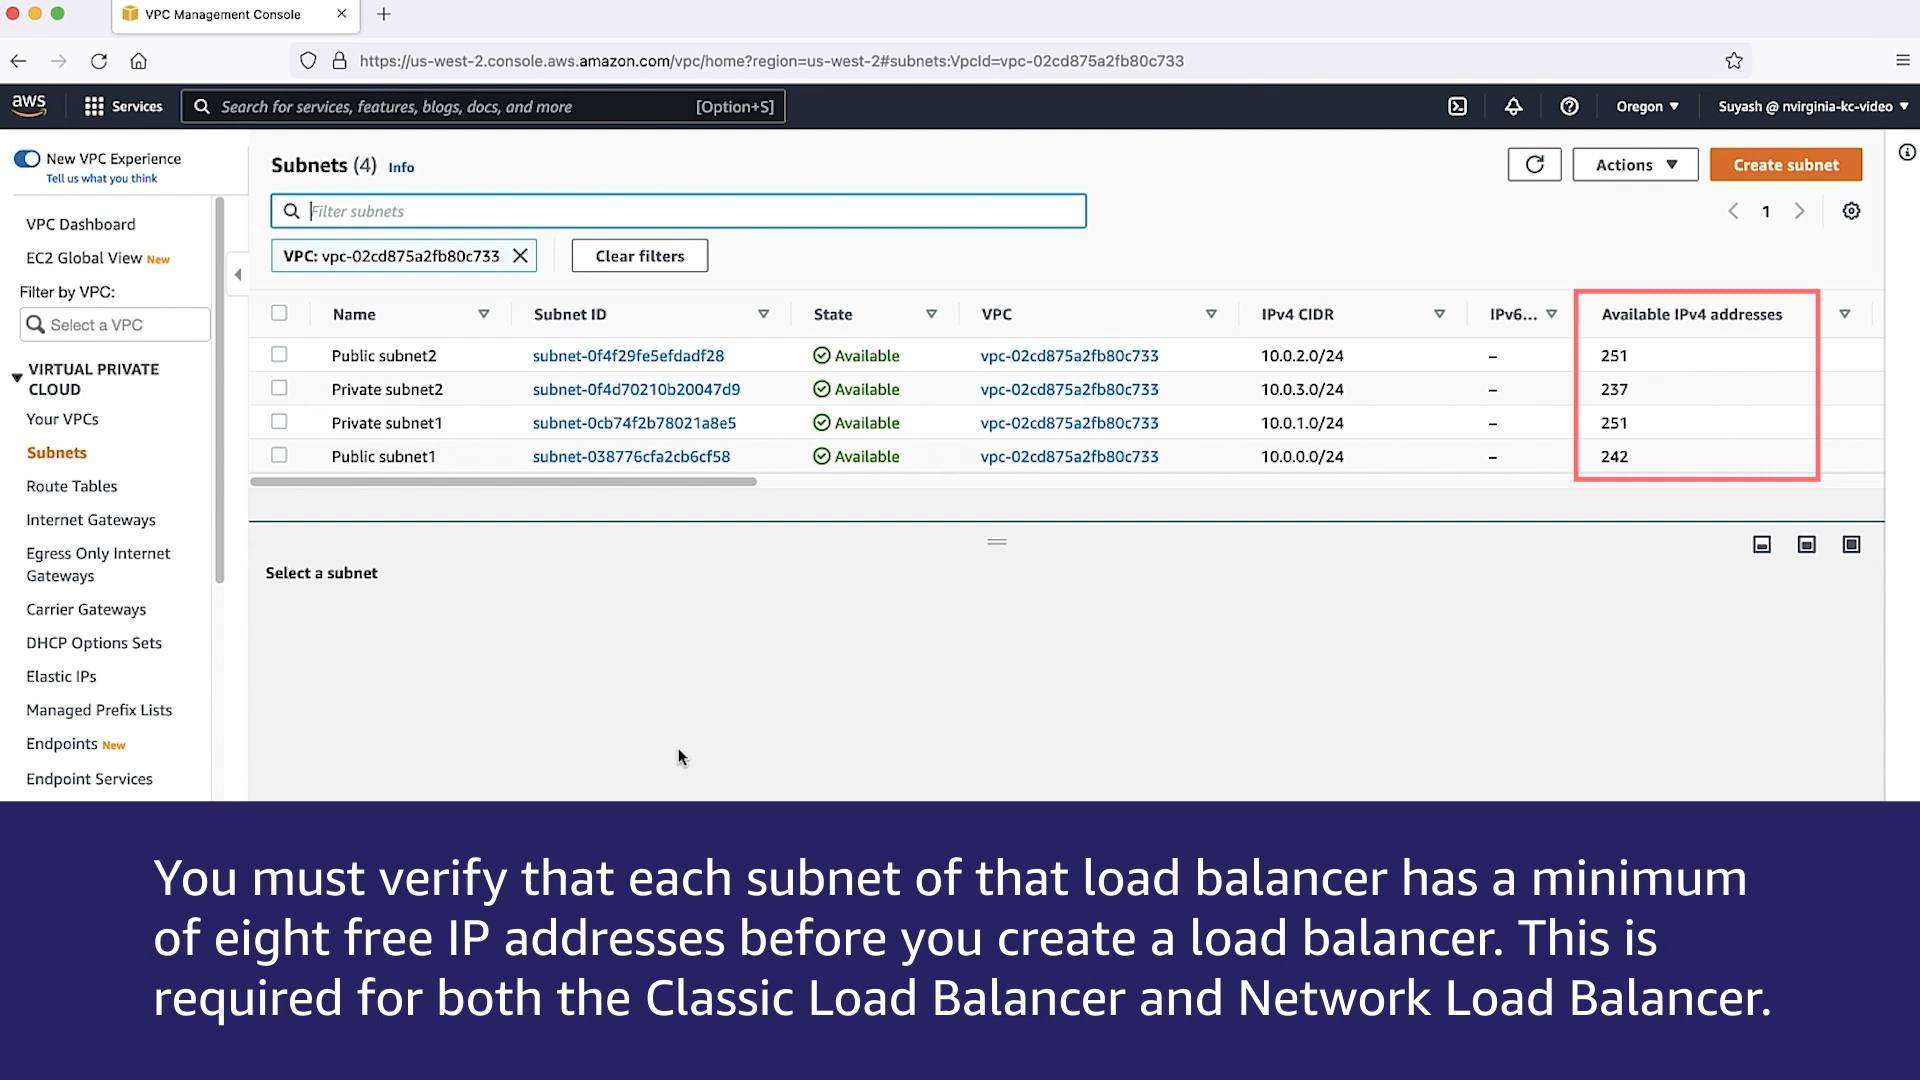 VPC Management Console
https://us-west-2.console.aws.amazon.com/vpc/home?region=us-west-2#subnets:VpcId=vpc-02cd875a2fb80c733
aws Services Search for services, features, blogs, docs, and more [Option+S] Oregon ▼ Suyash @ nvirginia-kc-video ▼
New VPC Experience
Tell us what you think
VPC Dashboard
EC2 Global View New
Filter by VPC:
Select a VPC
VIRTUAL PRIVATE
CLOUD
Your VPCs
Subnets
Route Tables
Internet Gateways
Egress Only Internet
Gateways
Carrier Gateways
DHCP Options Sets
Elastic IPs
Managed Prefix Lists
Endpoints New
Endpoint Services
Subnets (4) Info
Actions ▼ Create subnet
Filter subnets
1
VPC: vpc-02cd875a2fb80c733 Clear filters
Name Subnet ID State VPC IPv4 CIDR IPv6... Available IPv4 addresses
Public subnet2 subnet-0f4f29fe5efdadf28 Available vpc-02cd875a2fb80c733 10.0.2.0/24 – 251
Private subnet2 subnet-0f4d70210b20047d9 Available vpc-02cd875a2fb80c733 10.0.3.0/24 – 237
Private subnet1 subnet-0cb74f2b78021a8e5 Available vpc-02cd875a2fb80c733 10.0.1.0/24 – 251
Public subnet1 subnet-038776cfa2cb6cf58 Available vpc-02cd875a2fb80c733 10.0.0.0/24 – 242
Select a subnet
You must verify that each subnet of that load balancer has a minimum
of eight free IP addresses before you create a load balancer. This is
required for both the Classic Load Balancer and Network Load Balancer.